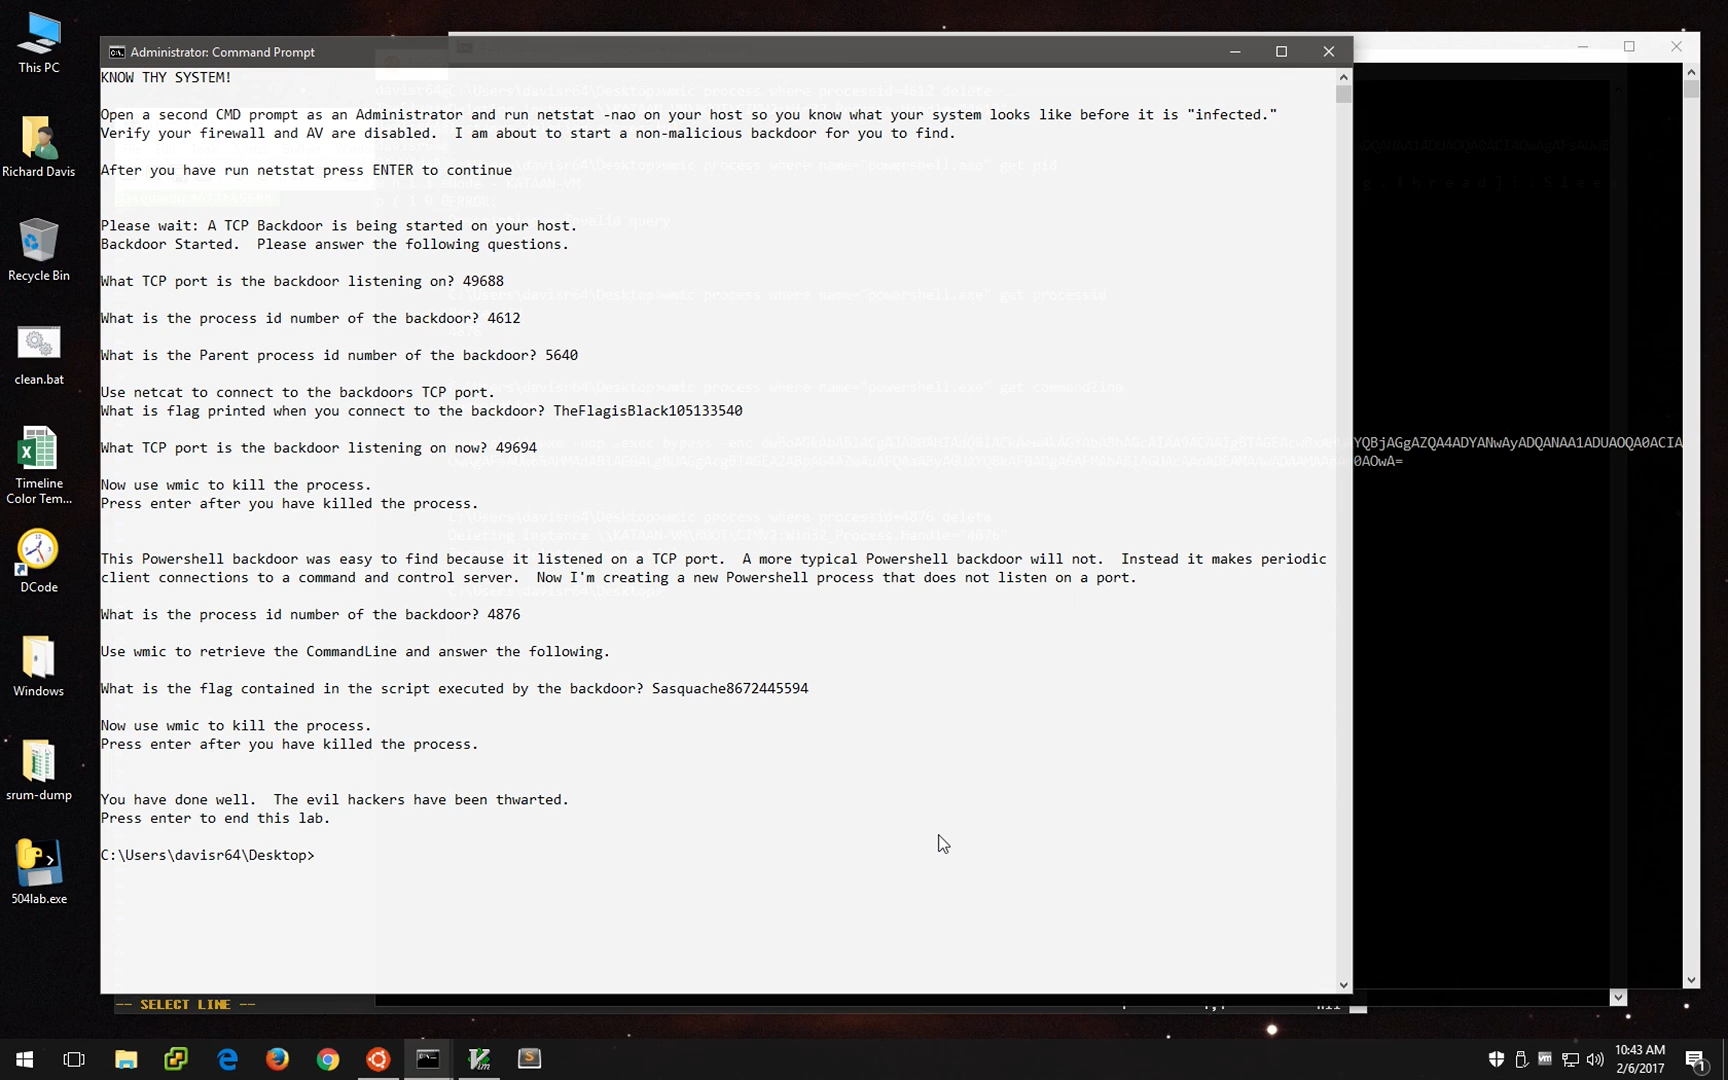 This PC
Richard Davis
Recycle Bin
clean.bat
Timeline
Color Tem...
DCode
Windows
srum-dump
504lab.exe
Administrator: Command Prompt
KNOW THY SYSTEM!
Open a second CMD prompt as an Administrator and run netstat -nao on your host so you know what your system looks like before it is "infected."
Verify your firewall and AV are disabled.  I am about to start a non-malicious backdoor for you to find.
After you have run netstat press ENTER to continue
Please wait: A TCP Backdoor is being started on your host.
Backdoor Started.  Please answer the following questions.
What TCP port is the backdoor listening on? 49688
What is the process id number of the backdoor? 4612
What is the Parent process id number of the backdoor? 5640
Use netcat to connect to the backdoors TCP port.
What is flag printed when you connect to the backdoor? TheFlagisBlack105133540
What TCP port is the backdoor listening on now? 49694
Now use wmic to kill the process.
Press enter after you have killed the process.
This Powershell backdoor was easy to find because it listened on a TCP port.  A more typical Powershell backdoor will not.  Instead it makes periodic
client connections to a command and control server.  Now I'm creating a new Powershell process that does not listen on a port.
What is the process id number of the backdoor? 4876
Use wmic to retrieve the CommandLine and answer the following.
What is the flag contained in the script executed by the backdoor? Sasquache8672445594
Now use wmic to kill the process.
Press enter after you have killed the process.
You have done well.  The evil hackers have been thwarted.
Press enter to end this lab.
C:\Users\davisr64\Desktop>
-- SELECT LINE --
10:43 AM
2/6/2017